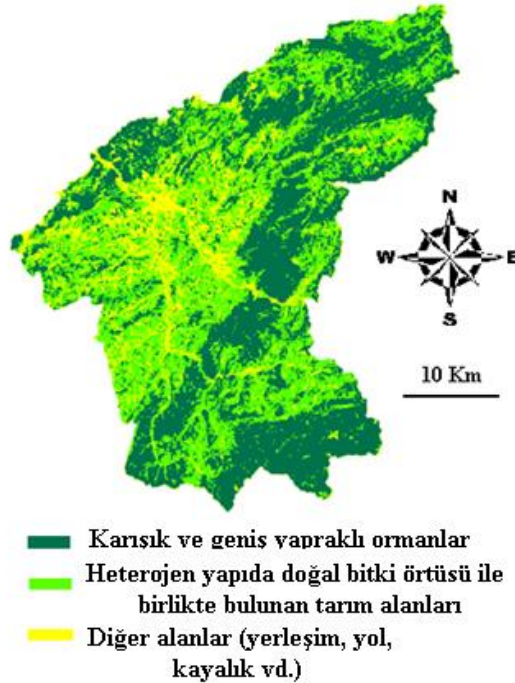 N
W E
S
10 Km
Karışık ve geniş yapraklı ormanlar
Heterojen yapıda doğal bitki örtüsü ile
birlikte bulunan tarım alanları
Diğer alanlar (yerleşim, yol,
kayalık vd.)